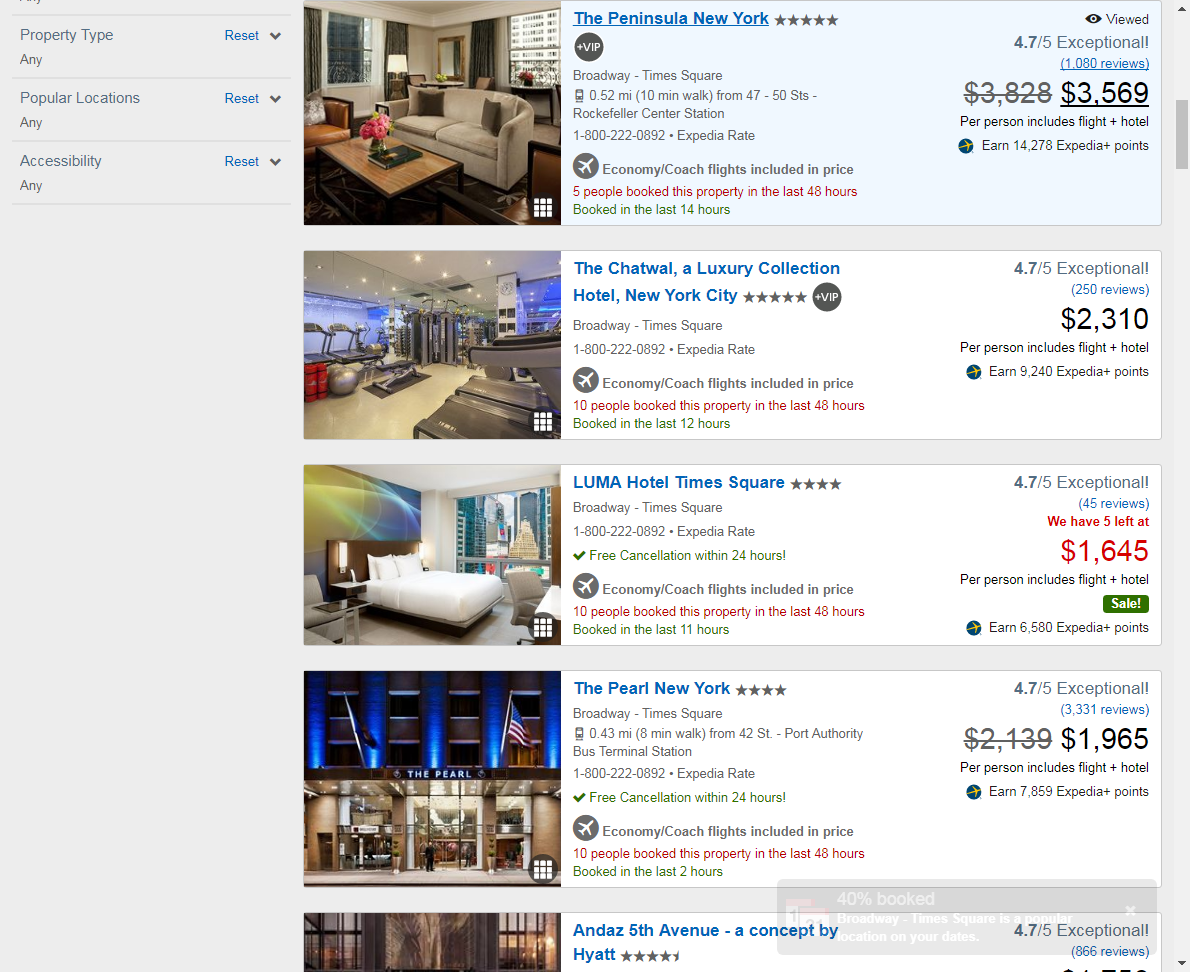 Any
Property Type Reset
Any
Popular Locations Reset
Any
Accessibility Reset
Any
The Peninsula New York
+VIP
Broadway - Times Square
0.52 mi (10 min walk) from 47 - 50 Sts -
Rockefeller Center Station
1-800-222-0892 • Expedia Rate
Economy/Coach flights included in price
5 people booked this property in the last 48 hours
Booked in the last 14 hours
Viewed
4.7/5 Exceptional!
(1,080 reviews)
$3,828 $3,569
Per person includes flight + hotel
Earn 14,278 Expedia+ points
The Chatwal, a Luxury Collection
Hotel, New York City +VIP
Broadway - Times Square
1-800-222-0892 • Expedia Rate
Economy/Coach flights included in price
10 people booked this property in the last 48 hours
Booked in the last 12 hours
4.7/5 Exceptional!
(250 reviews)
$2,310
Per person includes flight + hotel
Earn 9,240 Expedia+ points
LUMA Hotel Times Square
Broadway - Times Square
1-800-222-0892 • Expedia Rate
Free Cancellation within 24 hours!
Economy/Coach flights included in price
10 people booked this property in the last 48 hours
Booked in the last 11 hours
4.7/5 Exceptional!
(45 reviews)
We have 5 left at
$1,645
Per person includes flight + hotel
Sale!
Earn 6,580 Expedia+ points
THE PEARL
The Pearl New York
Broadway - Times Square
0.43 mi (8 min walk) from 42 St. - Port Authority
Bus Terminal Station
1-800-222-0892 • Expedia Rate
Free Cancellation within 24 hours!
Economy/Coach flights included in price
10 people booked this property in the last 48 hours
Booked in the last 2 hours
4.7/5 Exceptional!
(3,331 reviews)
$2,139 $1,965
Per person includes flight + hotel
Earn 7,859 Expedia+ points
Andaz 5th Avenue - a concept by
Hyatt
4.7/5 Exceptional!
(866 reviews)
40% booked
Broadway - Times Square is a popular
location on your dates.